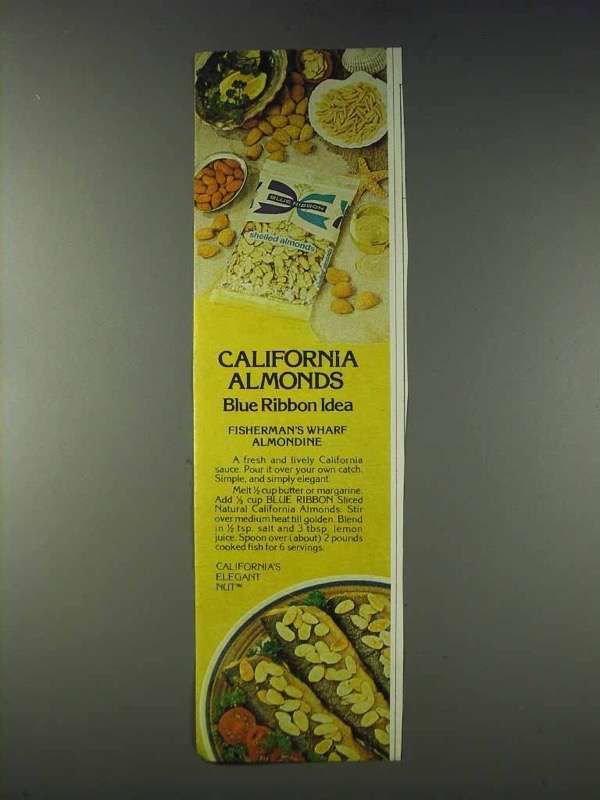 BLUE RIBBON
shelled almonds
CALIFORNIA
ALMONDS
Blue Ribbon Idea
FISHERMAN'S WHARF
ALMONDINE
A fresh and lively California
sauce. Pour it over your own catch.
Simple, and simply elegant.
Melt ½ cup butter or margarine.
Add ⅓ cup BLUE RIBBON Sliced
Natural California Almonds. Stir
over medium heat till golden. Blend
in ½ tsp. salt and 3 tbsp. lemon
juice. Spoon over (about) 2 pounds
cooked fish for 6 servings.
CALIFORNIA'S
ELEGANT
NUT™